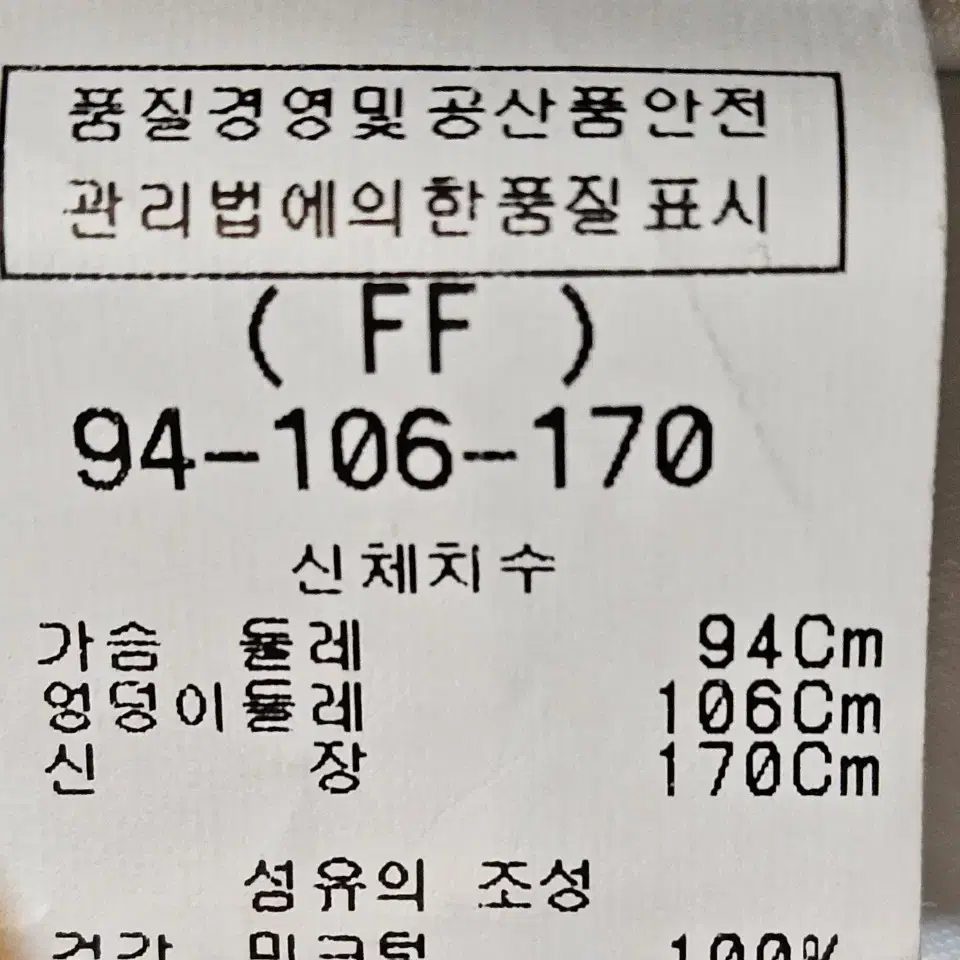 품질경영및공산품안전
관리법에의한품질표시
( FF )
94-106-170
신체치수
가슴 둘레 94Cm
엉덩이둘레 106Cm
신 장 170Cm
섬유의 조성
100%